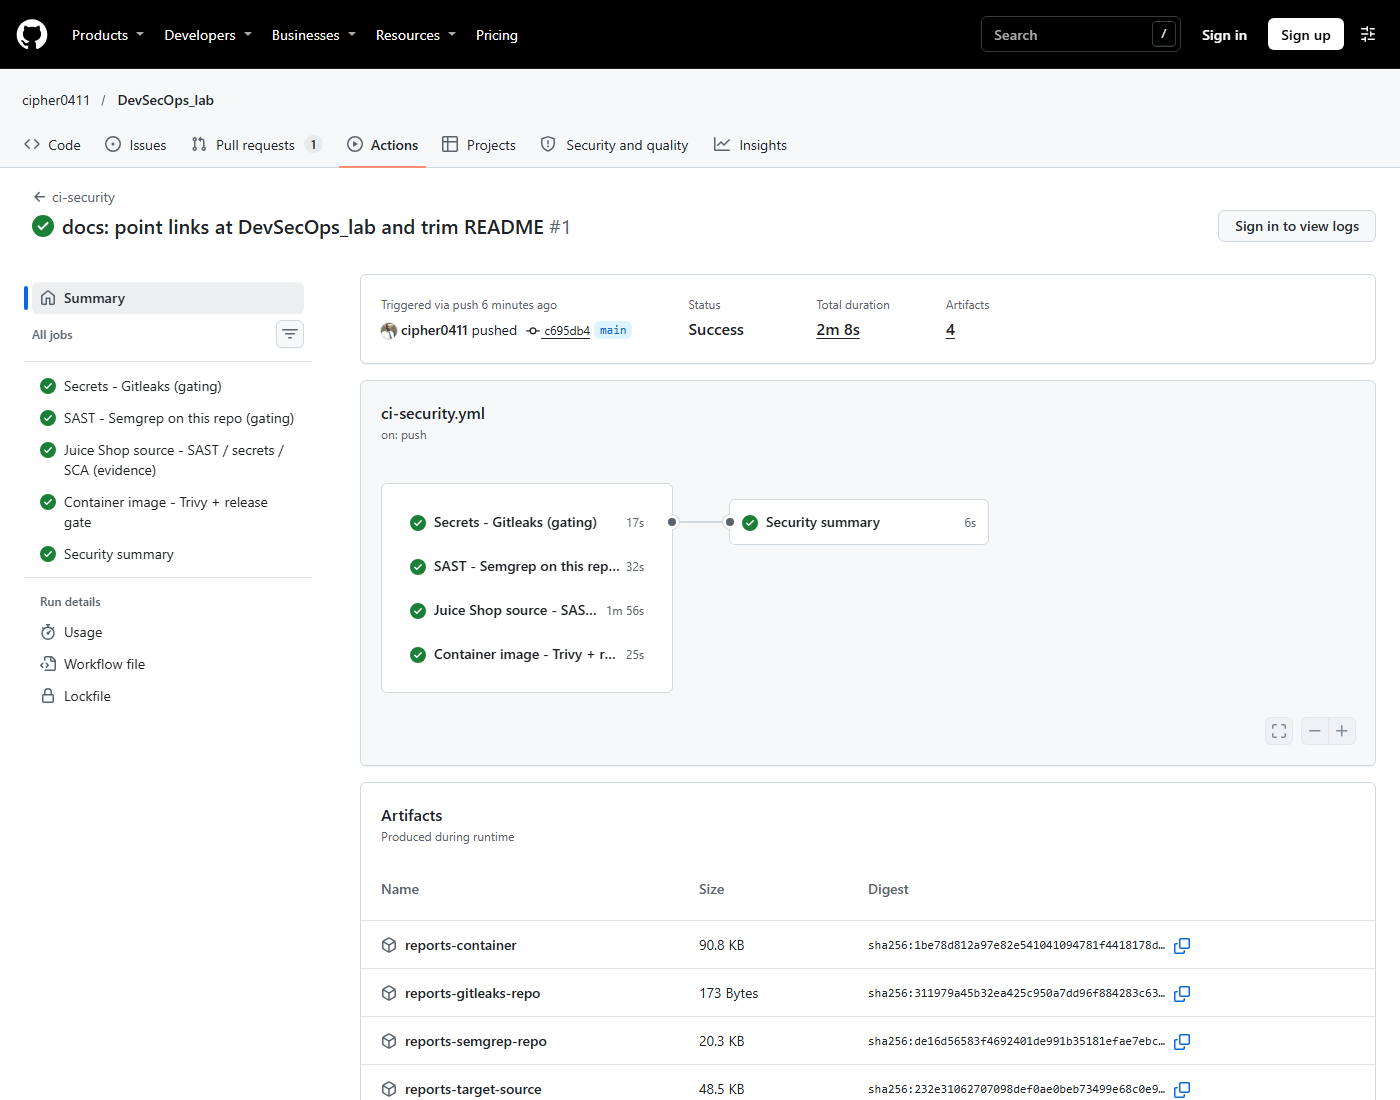 Products
Developers
Businesses
Resources
Pricing
Search
/
Sign in
Sign up
cipher0411 / DevSecOps_lab
Code
Issues
Pull requests 1
Actions
Projects
Security and quality
Insights
ci-security
docs: point links at DevSecOps_lab and trim README #1
Sign in to view logs
Summary
All jobs
Secrets - Gitleaks (gating)
SAST - Semgrep on this repo (gating)
Juice Shop source - SAST / secrets /
SCA (evidence)
Container image - Trivy + release
gate
Security summary
Run details
Usage
Workflow file
Lockfile
Triggered via push 6 minutes ago
cipher0411 pushed c695db4 main
Status
Success
Total duration
2m 8s
Artifacts
4
ci-security.yml
on: push
Secrets - Gitleaks (gating) 17s
SAST - Semgrep on this rep... 32s
Juice Shop source - SAS... 1m 56s
Container image - Trivy + r... 25s
Security summary 6s
Artifacts
Produced during runtime
Name Size Digest
reports-container 90.8 KB sha256:1be78d812a97e82e541041094781f4418178d…
reports-gitleaks-repo 173 Bytes sha256:311979a45b32ea425c950a7dd96f884283c63…
reports-semgrep-repo 20.3 KB sha256:de16d56583f4692401de991b35181efae7ebc…
reports-target-source 48.5 KB sha256:232e31062707098def0ae0beb73499e68c0e9…